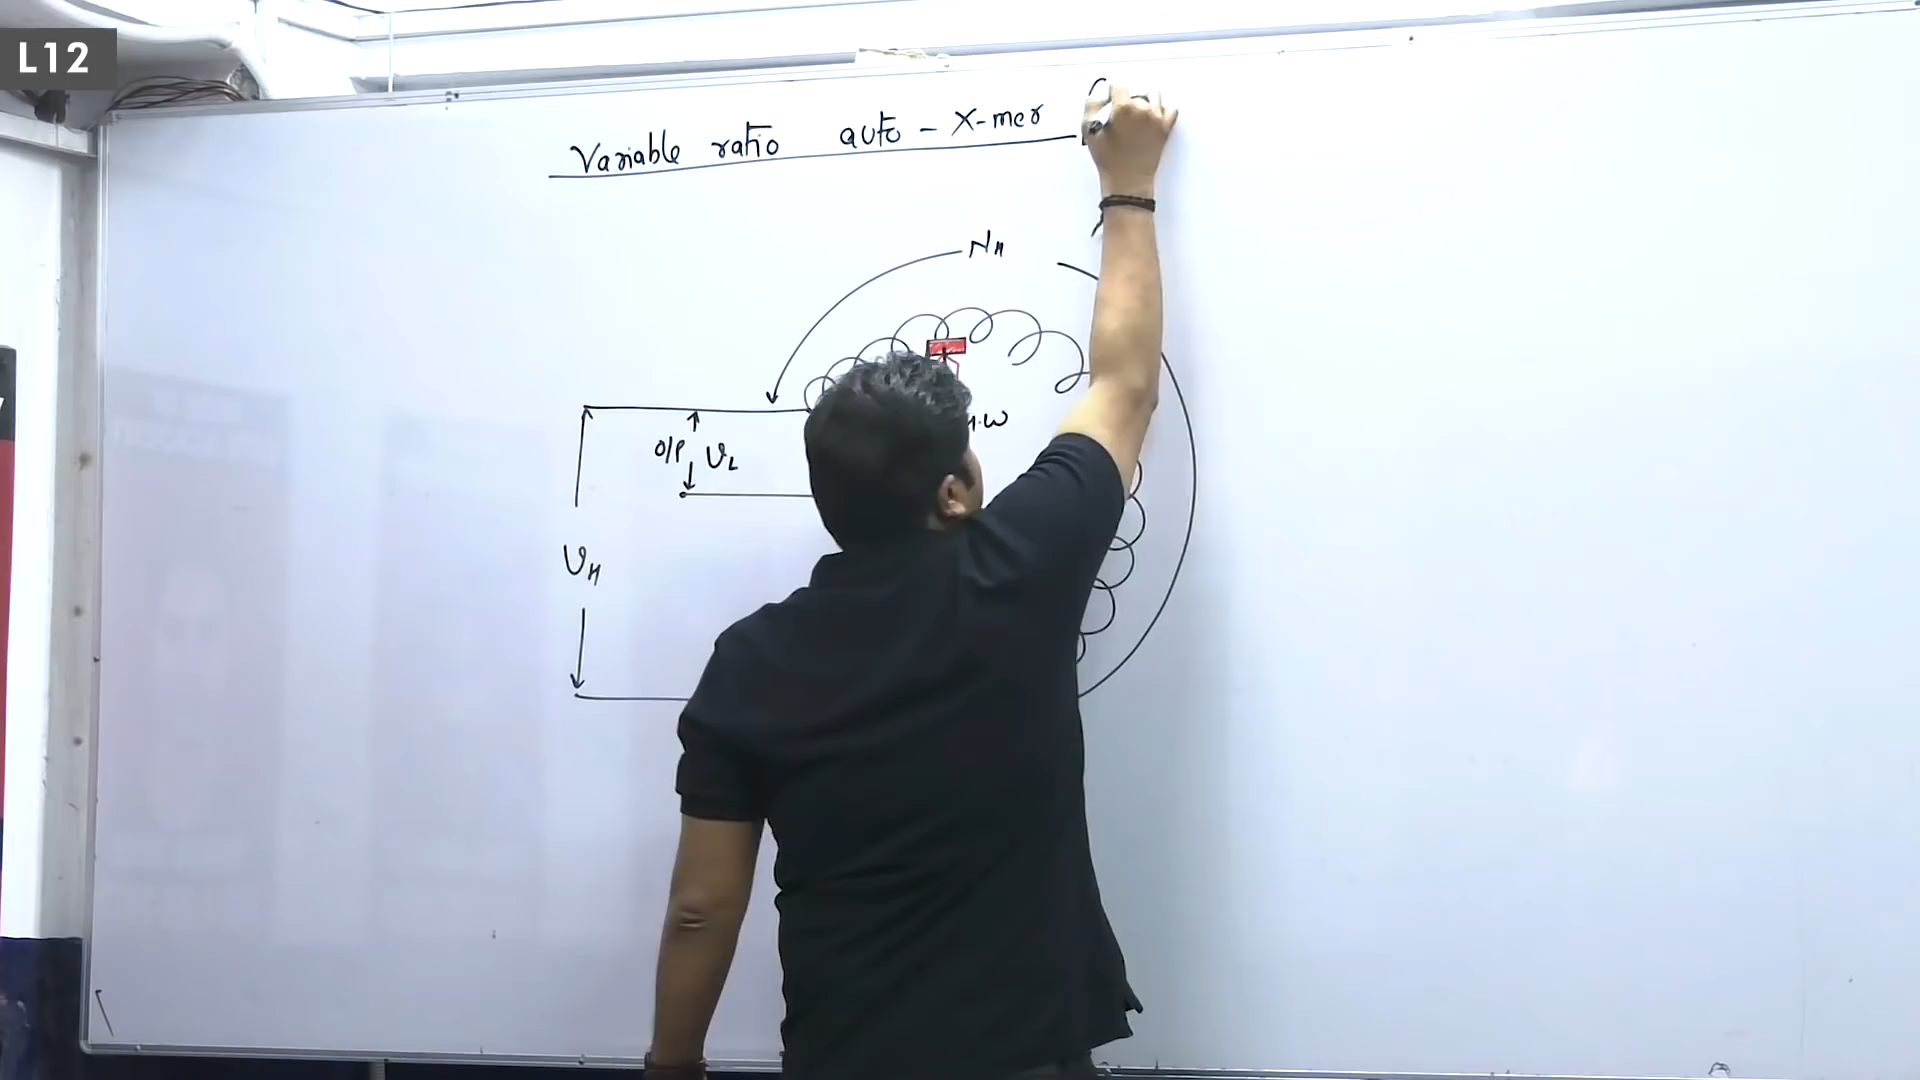 L12
Variable ratio auto - X-mer
N_H
O/P V_L
.W
V_H